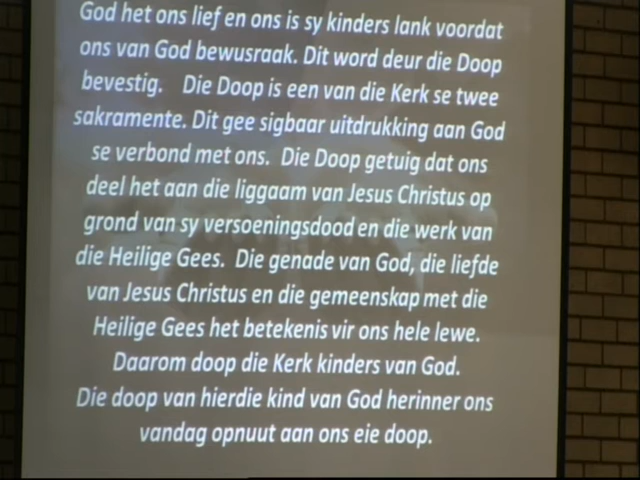 God het ons lief en ons is sy kinders lank voordat
ons van God bewusraak. Dit word deur die Doop
bevestig. Die Doop is een van die Kerk se twee
sakramente. Dit gee sigbaar uitdrukking aan God
se verbond met ons. Die Doop getuig dat ons
deel het aan die liggaam van Jesus Christus op
grond van sy versoeningsdood en die werk van
die Heilige Gees. Die genade van God, die liefde
van Jesus Christus en die gemeenskap met die
Heilige Gees het betekenis vir ons hele lewe.
Daarom doop die Kerk kinders van God.
Die doop van hierdie kind van God herinner ons
vandag opnuut aan ons eie doop.